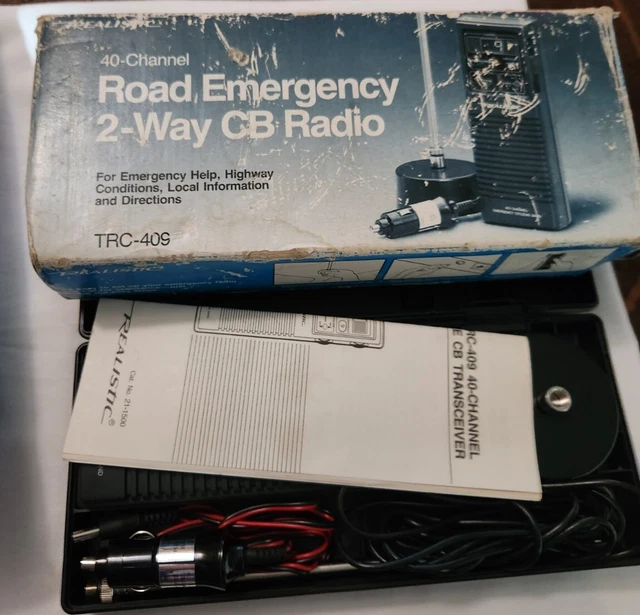 40-Channel
Road Emergency
2-Way CB Radio
For Emergency Help, Highway
Conditions, Local Information
and Directions
TRC-409
REALISTIC
REALISTIC®
Cat. No. 21-1500
TRC-409 40-CHANNEL
CB TRANSCEIVER